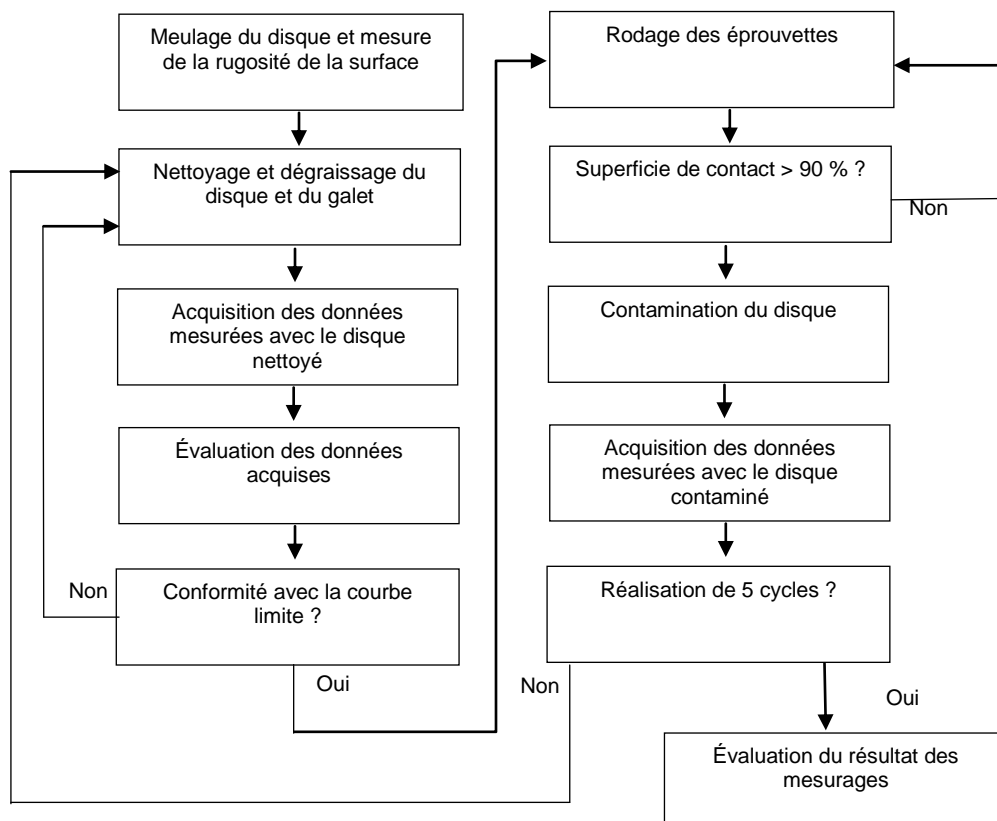 Meulage du disque et mesure
de la rugosité de la surface
Nettoyage et dégraissage du
disque et du galet
Acquisition des données
mesurées avec le disque
nettoyé
Évaluation des données
acquises
Non
Conformité avec la courbe
limite ?
Oui
Rodage des éprouvettes
Superficie de contact > 90 % ?
Non
Contamination du disque
Acquisition des données
mesurées avec le disque
contaminé
Réalisation de 5 cycles ?
Non
Oui
Évaluation du résultat des
mesurages